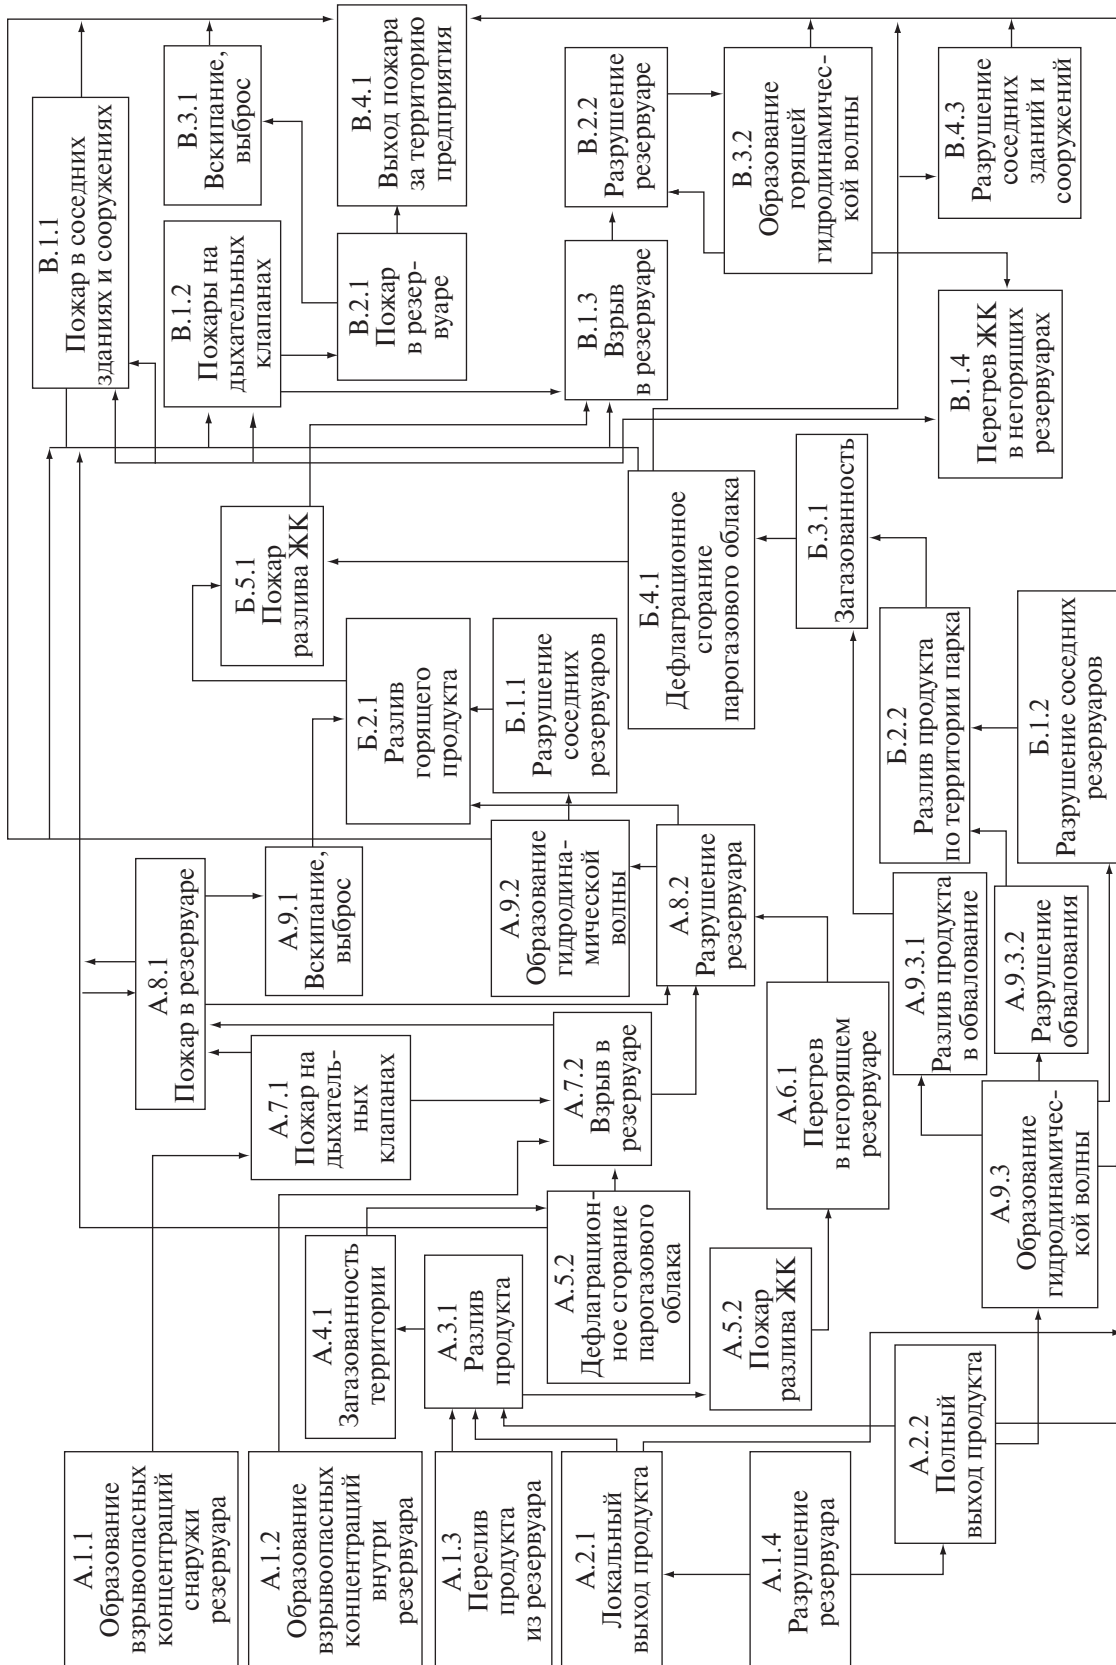 А.1.1
Образование
взрывоопасных
концентраций
снаружи
резервуара
А.1.2
Образование
взрывоопасных
концентраций
внутри
резервуара
А.1.3
Перелив
продукта
из резервуара
А.2.1
Локальный
выход продукта
А.1.4
Разрушение
резервуара
А.2.2
Полный
выход продукта
А.4.1
Загазованность
территории
А.3.1
Разлив
продукта
А.5.2
Дефлаграцион-
ное сгорание
парогазового
облака
А.5.2
Пожар
разлива ЖК
А.9.3
Образование
гидродинамичес-
кой волны
А.7.1
Пожар на
дыхатель-
ных
клапанах
А.7.2
Взрыв в
резервуаре
А.6.1
Перегрев
в негорящем
резервуаре
А.8.1
Пожар в резервуаре
А.9.1
Вскипание,
выброс
А.9.2
Образование
гидродина-
мической
волны
А.8.2
Разрушение
резервуара
А.9.3.1
Разлив продукта
в обвалование
А.9.3.2
Разрушение
обвалования
Б.5.1
Пожар
разлива ЖК
Б.2.1
Разлив
горящего
продукта
Б.1.1
Разрушение
соседних
резервуаров
Б.4.1
Дефлаграционное
сгорание
парогазового облака
Б.3.1
Загазованность
Б.2.2
Разлив продукта
по территории парка
Б.1.2
Разрушение соседних
резервуаров
В.1.1
Пожар в соседних
зданиях и сооружениях
В.1.2
Пожары на
дыхательных
клапанах
В.2.1
Пожар
в резер-
вуаре
В.1.3
Взрыв
в резервуаре
В.1.4
Перегрев ЖК
в негорящих
резервуарах
В.3.1
Вскипание,
выброс
В.4.1
Выход пожара
за территорию
предприятия
В.2.2
Разрушение
резервуаре
В.3.2
Образование
горящей
гидродинамичес-
кой волны
В.4.3
Разрушение
соседних
зданий и
сооружений